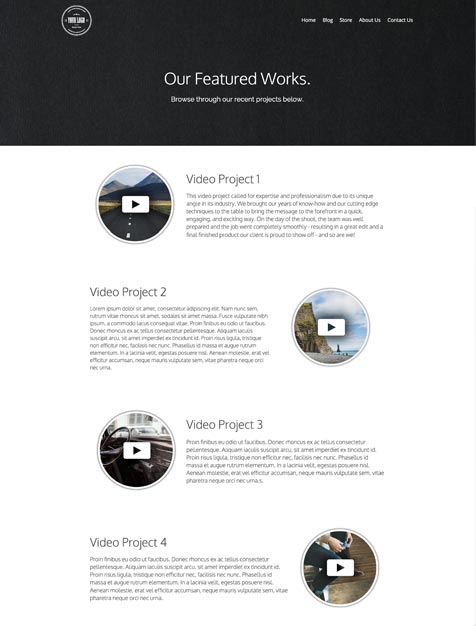 YOUR LOGO
Home Blog Store About Us Contact Us
Our Featured Works.
Browse through our recent projects below.
Video Project 1
This video project called for expertise and professionalism due to its unique
angle in its industry. We brought our years of know-how and our cutting edge
techniques to the table to bring the message to the forefront in a quick,
engaging, and exciting way. On the day of the shoot, the team was well
prepared and the job went completely smoothly - resulting in a great edit and a
final finished product our client is proud to show off - and so are we!
Video Project 2
Lorem ipsum dolor sit amet, consectetur adipiscing elit. Nam nunc sem,
rutrum vitae rhoncus sit amet, sodales sit amet massa. Fusce vulputate nibh
ipsum, a commodo lacus consequat vitae. Proin finibus eu odio ut faucibus.
Donec rhoncus ex ac tellus consectetur pellentesque. Aliquam iaculis
suscipit arcu, sit amet imperdiet ex tincidunt id. Proin risus ligula, tristique
non efficitur nec, facilisis nec nunc. Phasellus id massa et augue rutrum
elementum. In a lacinia velit, egestas posuere nisl. Aenean molestie, erat vel
efficitur accumsan, neque mauris vulputate sem, vitae pharetra neque orci
nec urna.
Video Project 3
Proin finibus eu odio ut faucibus. Donec rhoncus ex ac tellus consectetur
pellentesque. Aliquam iaculis suscipit arcu, sit amet imperdiet ex tincidunt id.
Proin risus ligula, tristique non efficitur nec, facilisis nec nunc. Phasellus id
massa et augue rutrum elementum. In a lacinia velit, egestas posuere nisl.
Aenean molestie, erat vel efficitur accumsan, neque mauris vulputate sem, vitae
pharetra neque orci nec urna.s.
Video Project 4
Proin finibus eu odio ut faucibus. Donec rhoncus ex ac tellus consectetur
pellentesque. Aliquam iaculis suscipit arcu, sit amet imperdiet ex tincidunt id.
Proin risus ligula, tristique non efficitur nec, facilisis nec nunc. Phasellus id
massa et augue rutrum elementum. In a lacinia velit, egestas posuere nisl.
Aenean molestie, erat vel efficitur accumsan, neque mauris vulputate sem, vitae
pharetra neque orci nec urna.